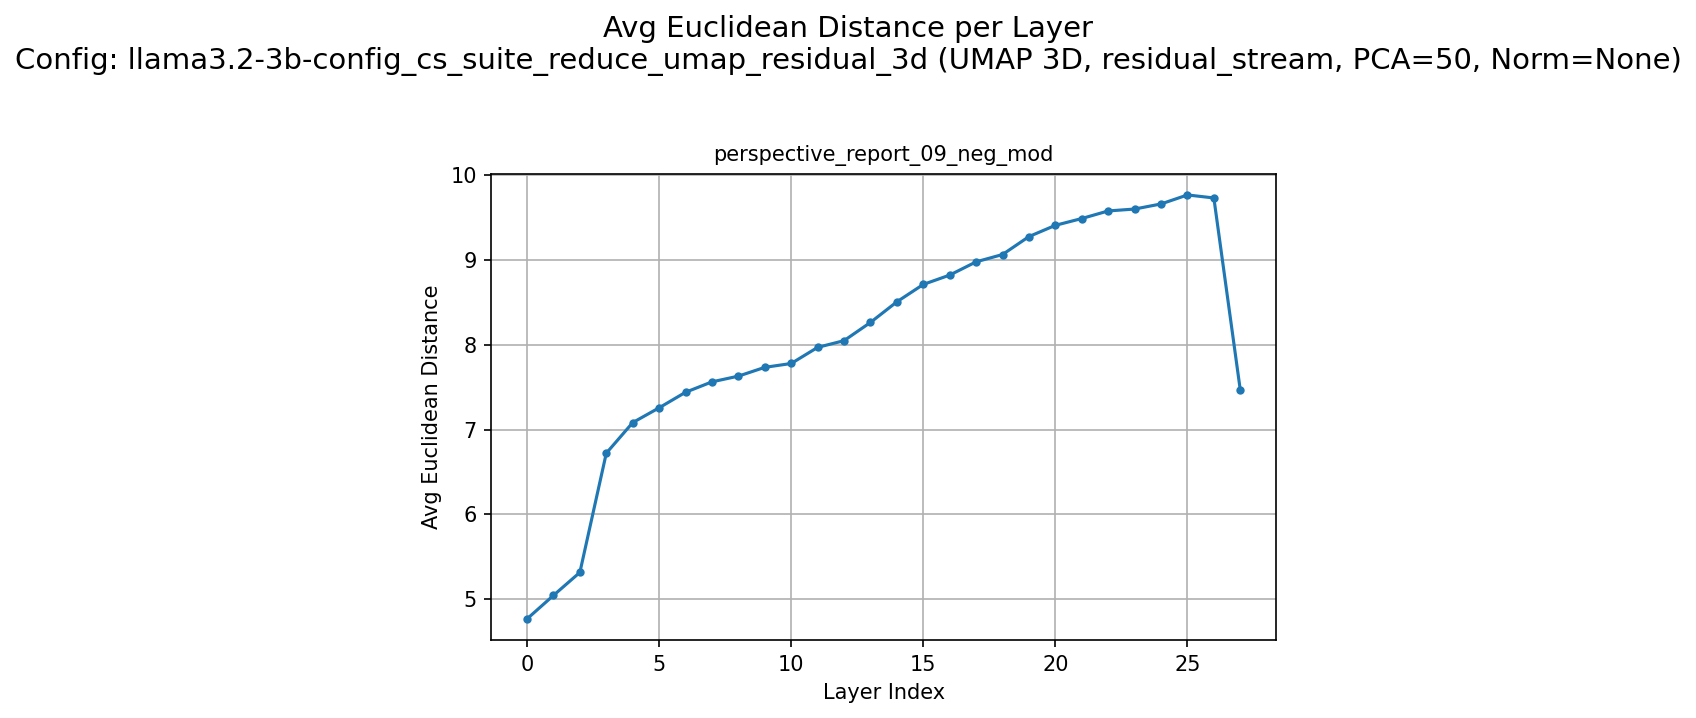 Avg Euclidean Distance per Layer
Config: llama3.2-3b-config_cs_suite_reduce_umap_residual_3d (UMAP 3D, residual_stream, PCA=50, Norm=None)
perspective_report_09_neg_mod
Avg Euclidean Distance
10
9
8
7
6
5
0 5 10 15 20 25
Layer Index